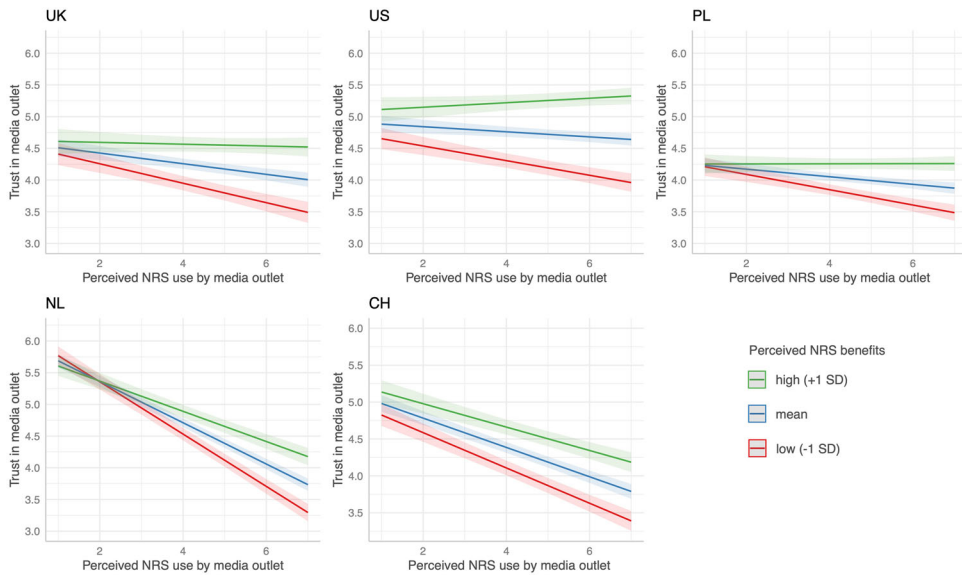 UK
6.0
5.5
5.0
4.5
4.0
3.5
3.0
Trust in media outlet
2 4 6
Perceived NRS use by media outlet
US
6.0
5.5
5.0
4.5
4.0
3.5
3.0
Trust in media outlet
2 4 6
Perceived NRS use by media outlet
PL
6.0
5.5
5.0
4.5
4.0
3.5
3.0
Trust in media outlet
2 4 6
Perceived NRS use by media outlet
NL
6.0
5.5
5.0
4.5
4.0
3.5
3.0
Trust in media outlet
2 4 6
Perceived NRS use by media outlet
CH
6.0
5.5
5.0
4.5
4.0
3.5
Trust in media outlet
2 4 6
Perceived NRS use by media outlet
Perceived NRS benefits
high (+1 SD)
mean
low (-1 SD)